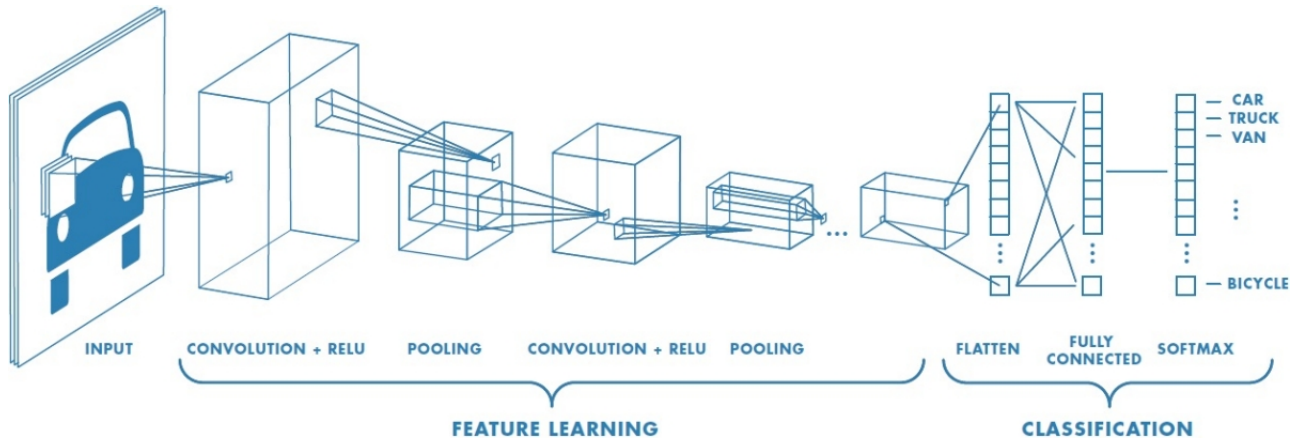 CAR
TRUCK
VAN
BICYCLE
INPUT
CONVOLUTION + RELU
POOLING
CONVOLUTION + RELU
POOLING
FLATTEN
FULLY
CONNECTED
SOFTMAX
FEATURE LEARNING
CLASSIFICATION